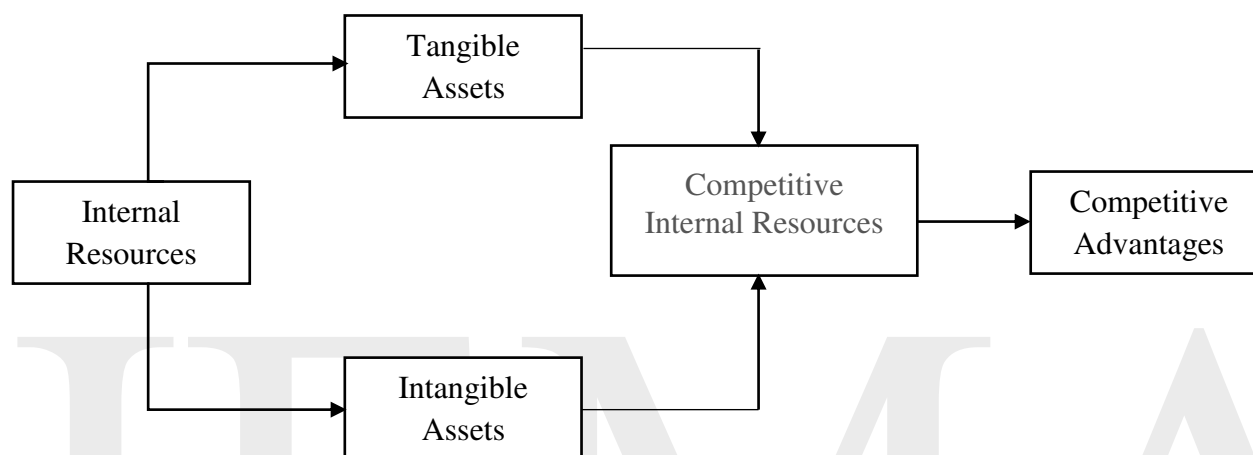 Tangible
Assets
Internal
Resources
Competitive
Internal Resources
Competitive
Advantages
Intangible
Assets